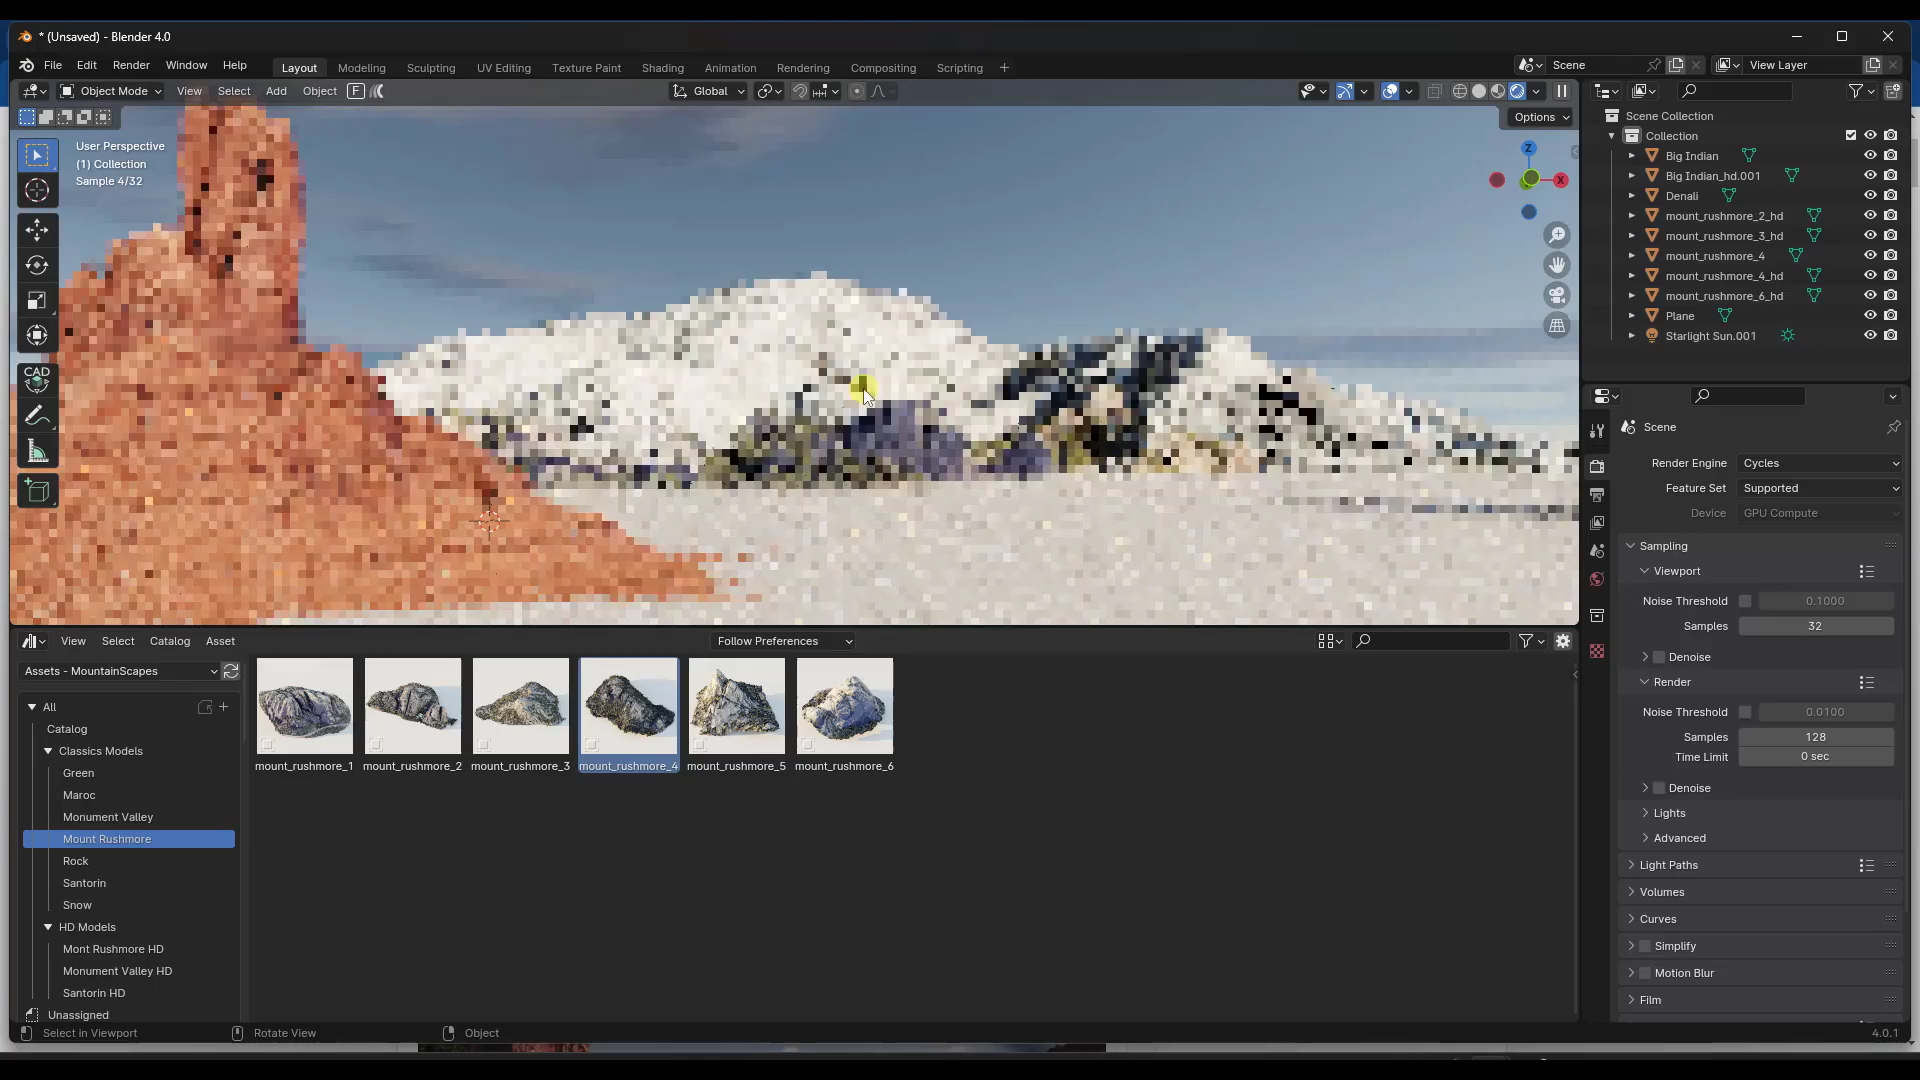 * (Unsaved) - Blender 4.0
File Edit Render Window Help
Layout Modeling Sculpting UV Editing Texture Paint Shading Animation Rendering Compositing Scripting +
Scene
View Layer
Object Mode View Select Add Object F
Global
Options
User Perspective
(1) Collection
Sample 4/32
Z
X
CAD
Scene Collection
Collection
Big Indian
Big Indian_hd.001
Denali
mount_rushmore_2_hd
mount_rushmore_3_hd
mount_rushmore_4
mount_rushmore_4_hd
mount_rushmore_6_hd
Plane
Starlight Sun.001
Scene
Render Engine Cycles
Feature Set Supported
Device GPU Compute
Sampling
Viewport
Noise Threshold 0.1000
Samples 32
Denoise
Render
Noise Threshold 0.0100
Samples 128
Time Limit 0 sec
Denoise
Lights
Advanced
Light Paths
Volumes
Curves
Simplify
Motion Blur
Film
View Select Catalog Asset
Follow Preferences
Assets - MountainScapes
All
Catalog
Classics Models
Green
Maroc
Monument Valley
Mount Rushmore
Rock
Santorin
Snow
HD Models
Mont Rushmore HD
Monument Valley HD
Santorin HD
Unassigned
mount_rushmore_1 mount_rushmore_2 mount_rushmore_3 mount_rushmore_4 mount_rushmore_5 mount_rushmore_6
Select in Viewport Rotate View Object
4.0.1